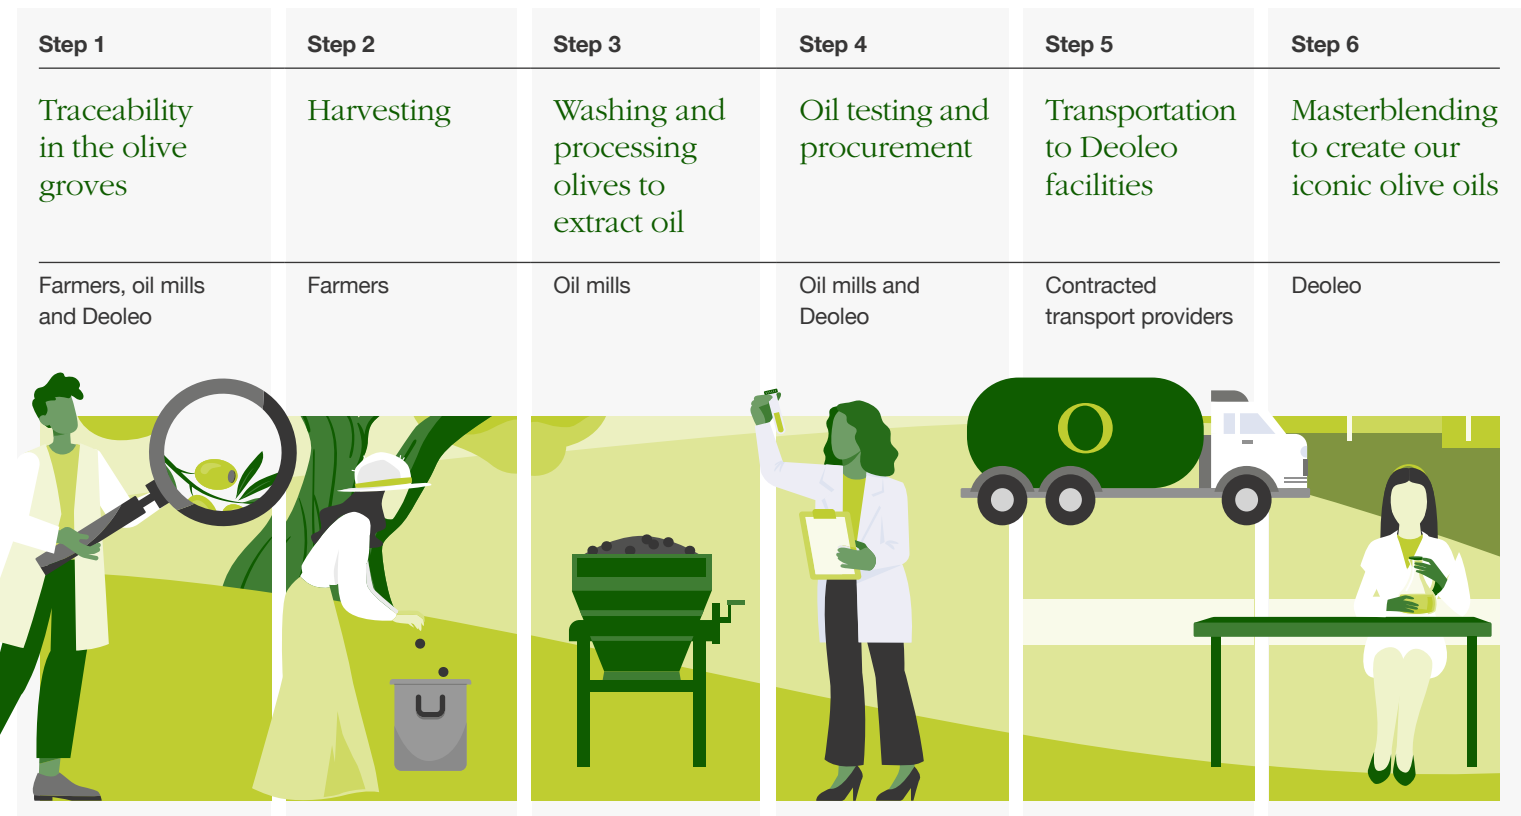 Step 1
Traceability
in the olive
groves
Farmers, oil mills
and Deoleo
Step 2
Harvesting
Farmers
Step 3
Washing and
processing
olives to
extract oil
Oil mills
Step 4
Oil testing and
procurement
Oil mills and
Deoleo
Step 5
Transportation
to Deoleo
facilities
Contracted
transport providers
O
Step 6
Masterblending
to create our
iconic olive oils
Deoleo